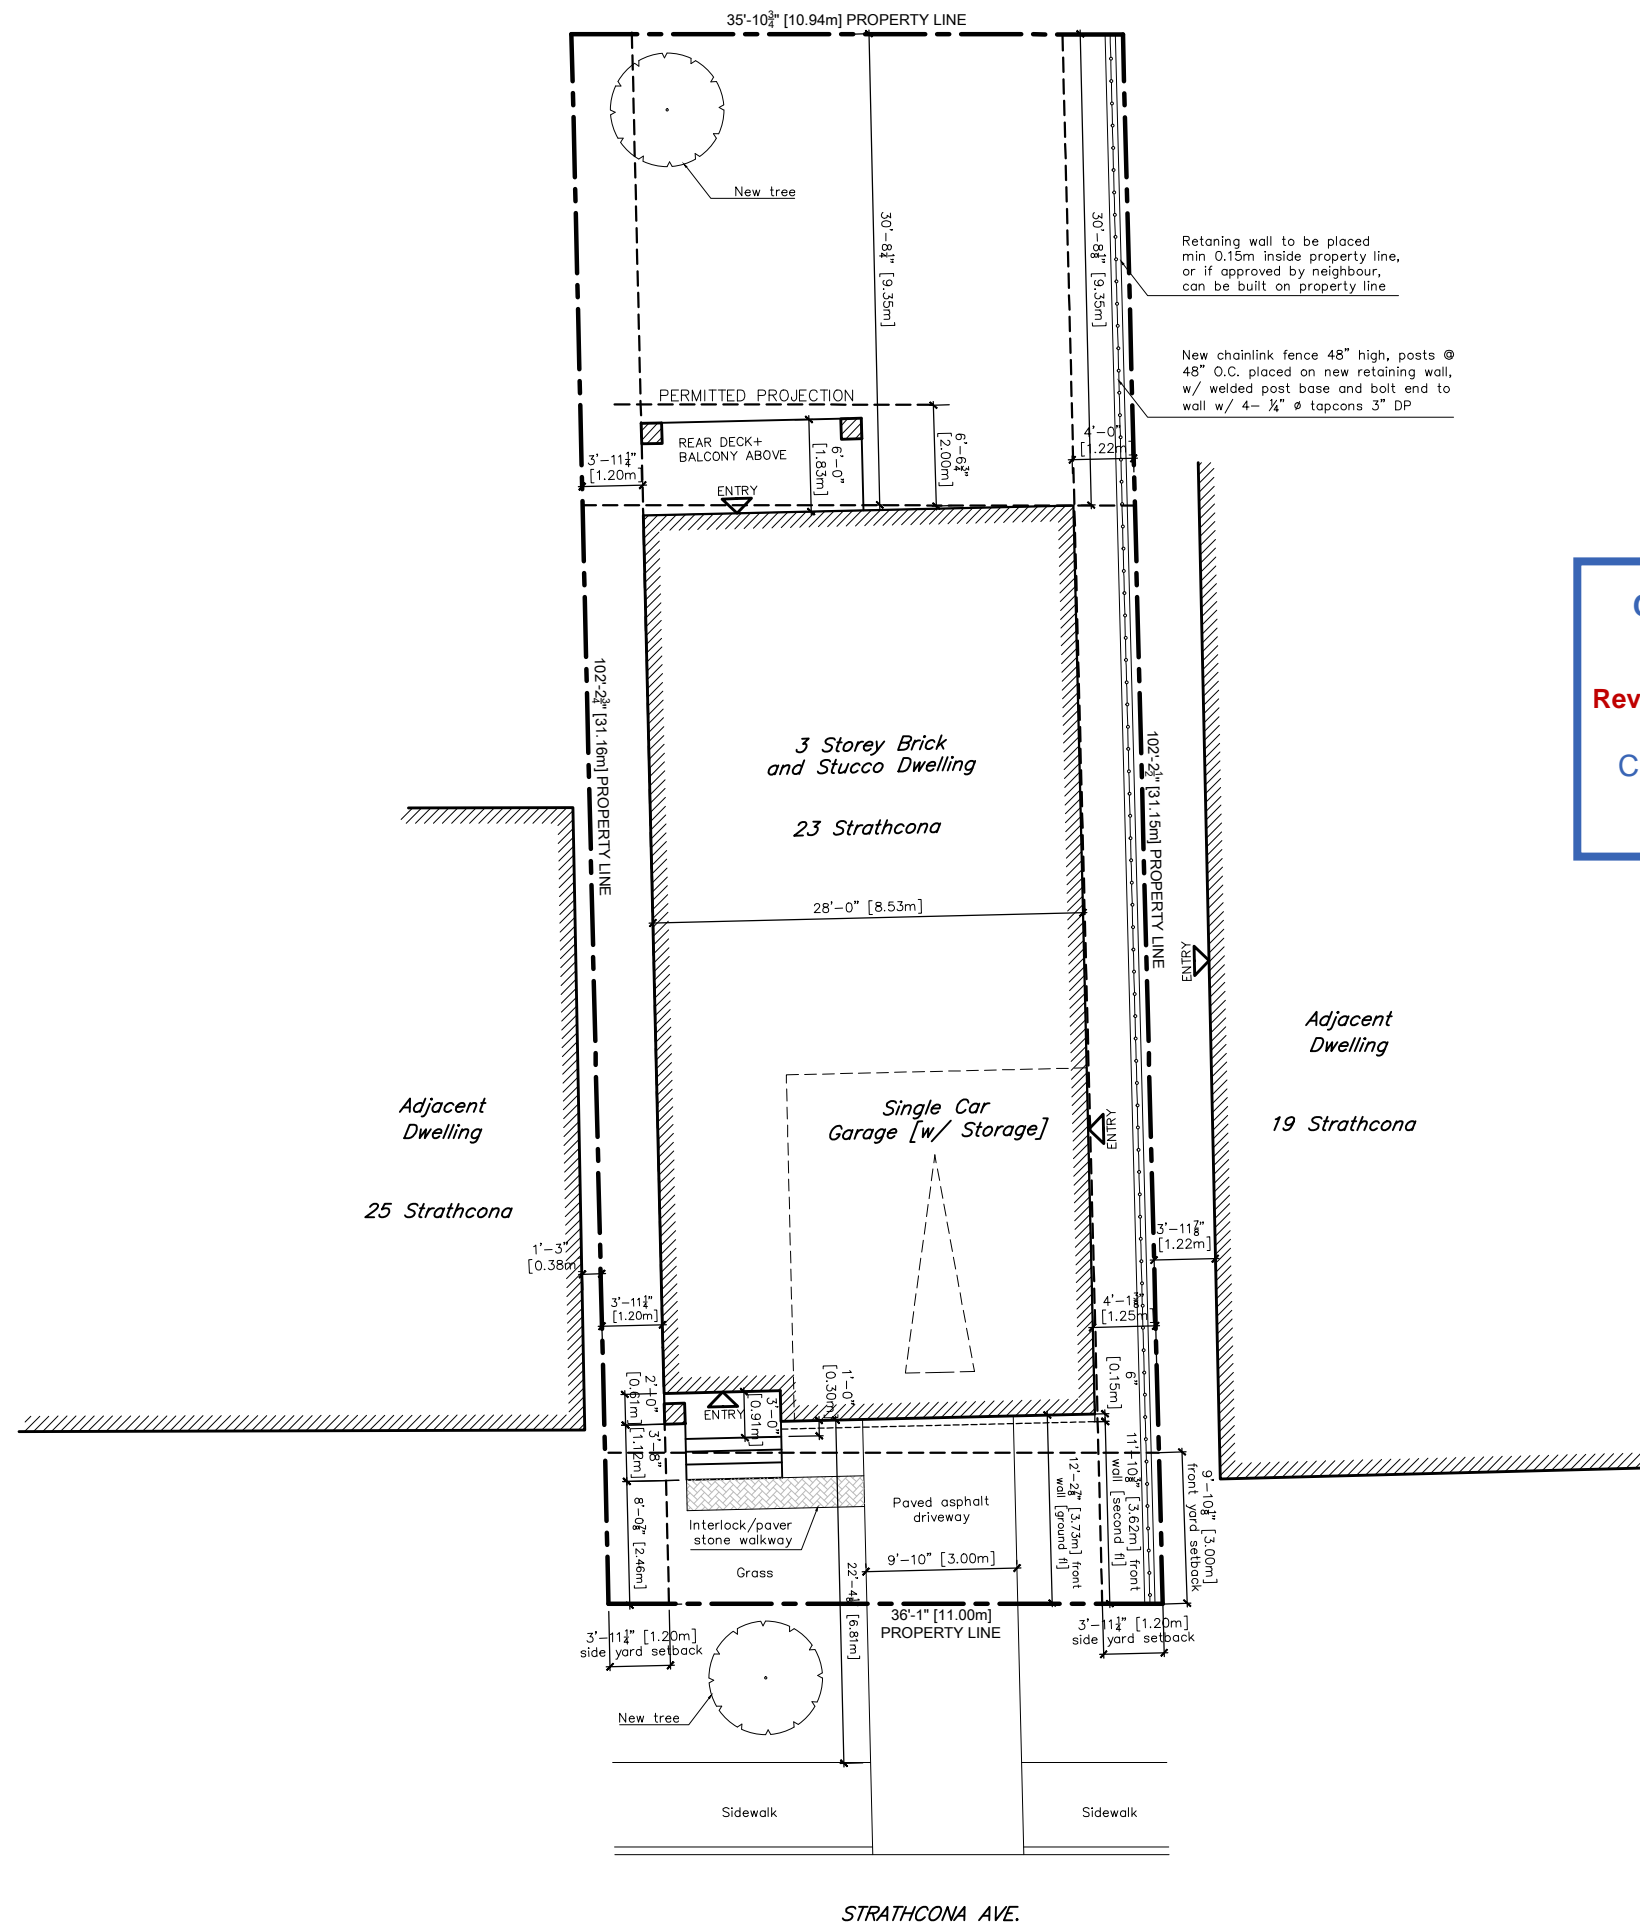 35'-10¾" [10.94m] PROPERTY LINE
New tree
30'-8¼" [9.35m]
30'-8⅛" [9.35m]
Retaning wall to be placed
min 0.15m inside property line,
or if approved by neighbour,
can be built on property line
New chainlink fence 48" high, posts @
48" O.C. placed on new retaining wall,
w/ welded post base and bolt end to
wall w/ 4- ¼" ø tapcons 3" DP
PERMITTED PROJECTION
REAR DECK+
BALCONY ABOVE
6'-0"
[1.83m]
6'-6¾"
[2.00m]
4'-0"
[1.22m]
3'-11¼"
[1.20m]
ENTRY
Rev
C
102'-2¾" [31.16m] PROPERTY LINE
102'-2½" [31.15m] PROPERTY LINE
3 Storey Brick
and Stucco Dwelling
23 Strathcona
28'-0" [8.53m]
ENTRY
Adjacent
Dwelling
19 Strathcona
Adjacent
Dwelling
25 Strathcona
Single Car
Garage [w/ Storage]
ENTRY
3'-11⅞"
[1.22m]
1'-3"
[0.38m
3'-11¼"
[1.20m]
[1.25m]
2'-0"
[0.61m]
ENTRY
3'-0"
[0.91m]
1'-0"
[0.30m]
6"
[0.15m]
3'-8"
[1.12m]
8'-0⅞" [2.46m]
12'-2⅞" [3.73m] front
wall [ground fl]
[3.62m] front
wall [second fl]
9'-10⅛" [3.00m]
front yard setback
Paved asphalt
driveway
Interlock/paver
stone walkway
Grass
9'-10" [3.00m]
[6.81m]
36'-1" [11.00m]
PROPERTY LINE
3'-11¼" [1.20m]
side yard setback
3'-11¼" [1.20m]
side yard setback
New tree
Sidewalk
Sidewalk
STRATHCONA AVE.